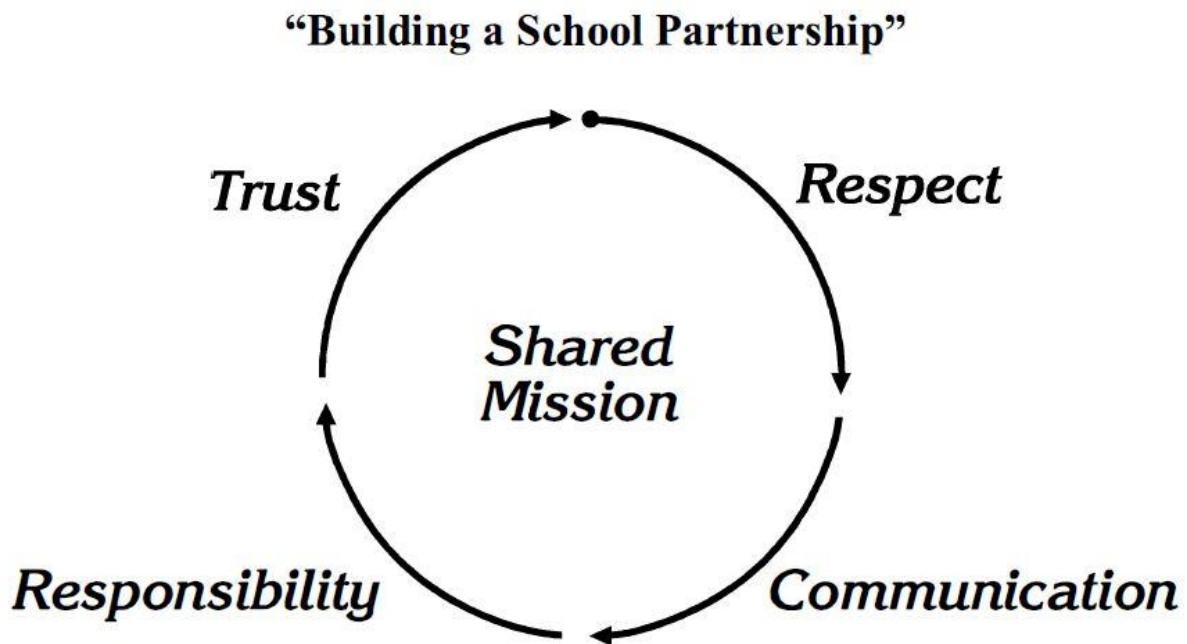 “Building a School Partnership”
Trust
Respect
Shared
Mission
Responsibility
Communication